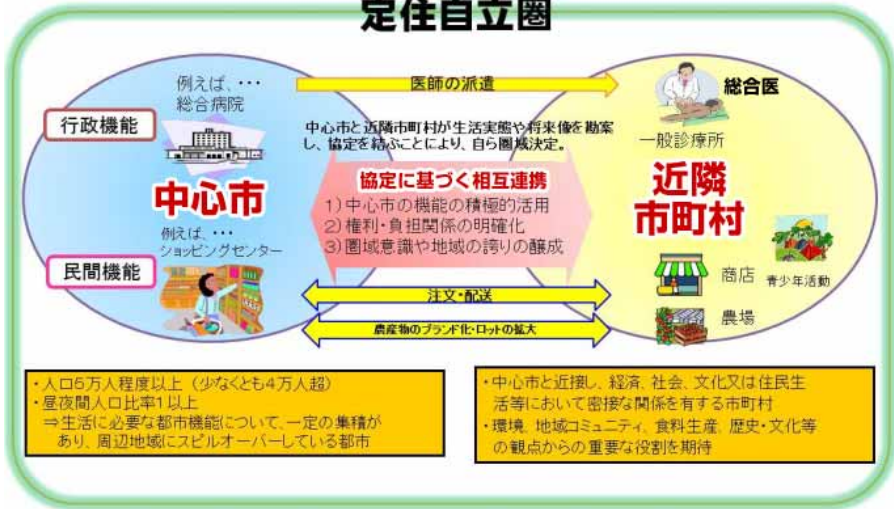 定住自立圏
例えば、・・・
総合病院
行政機能
中心市
例えば、・・・
ショッピングセンター
民間機能
医師の派遣
中心市と近隣市町村が生活実態や将来像を勘案
し、協定を結ぶことにより、自ら圏域決定。
協定に基づく相互連携
1)中心市の機能の積極的活用
2)権利・負担関係の明確化
3)圏域意識や地域の誇りの醸成
注文・配送
農産物のブランド化・ロットの拡大
総合医
一般診療所
近隣
市町村
商店
青少年活動
農場
・人口5万人程度以上（少なくとも4万人超）
・昼夜間人口比率1以上
⇒生活に必要な都市機能について、一定の集積が
あり、周辺地域にスピルオーバーしている都市
・中心市と近接し、経済、社会、文化又は住民生
活等において密接な関係を有する市町村
・環境、地域コミュニティ、食料生産、歴史・文化等
の観点からの重要な役割を期待